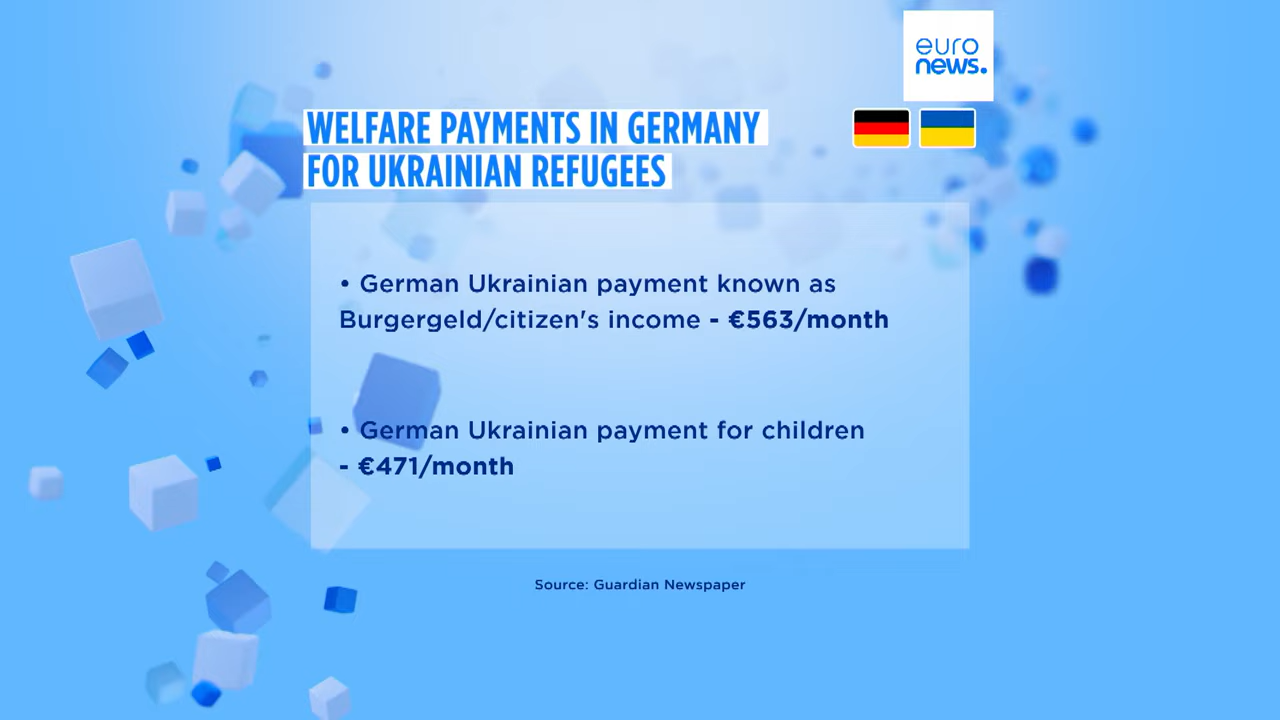 euro
news.
WELFARE PAYMENTS IN GERMANY
FOR UKRAINIAN REFUGEES
• German Ukrainian payment known as
Burgergeld/citizen's income - €563/month
• German Ukrainian payment for children
- €471/month
Source: Guardian Newspaper